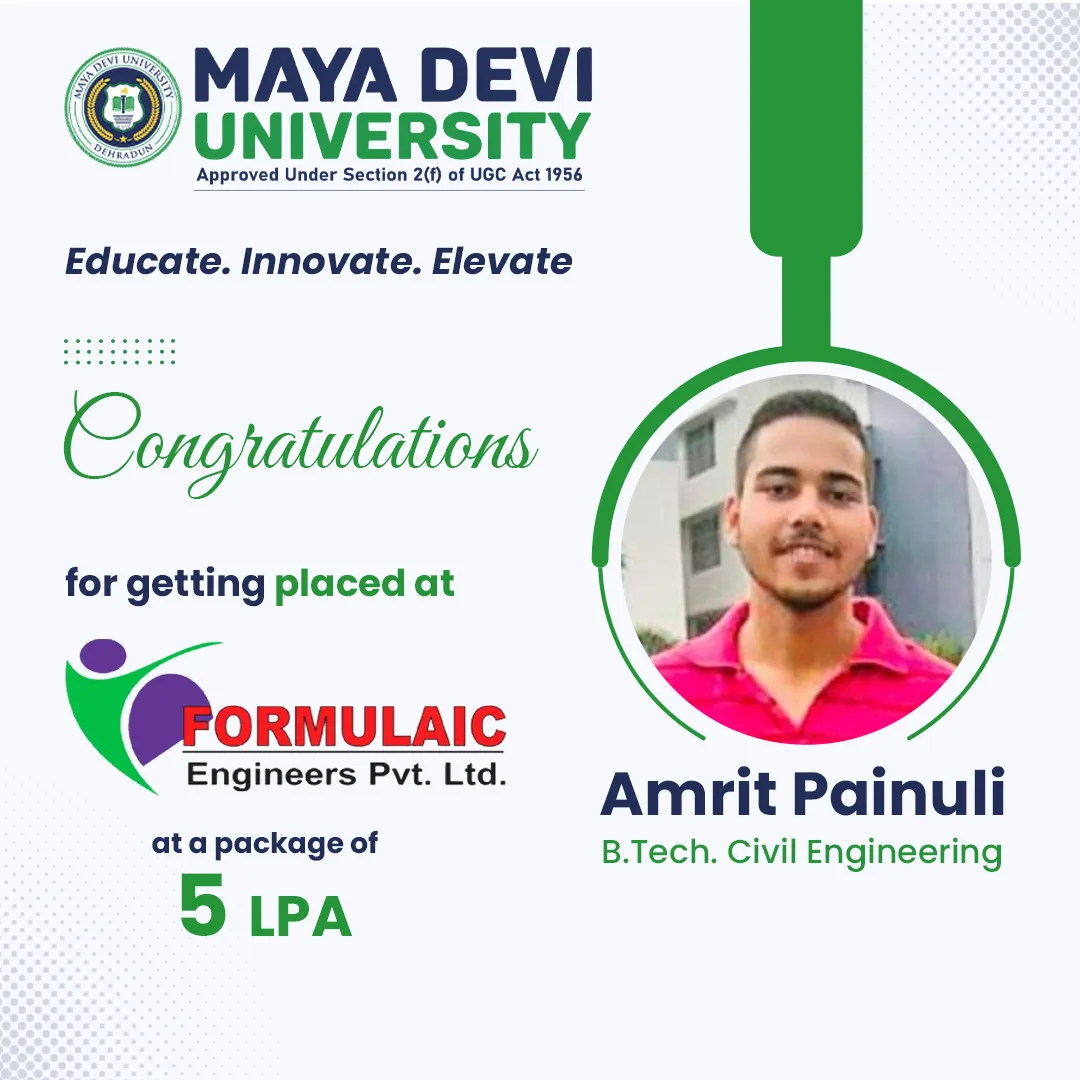 MAYA DEVI UNIVERSITY
DEHRADUN
MAYA DEVI
UNIVERSITY
Approved Under Section 2(f) of UGC Act 1956
Educate. Innovate. Elevate
Congratulations
for getting placed at
FORMULAIC
Engineers Pvt. Ltd.
at a package of
5 LPA
Amrit Painuli
B.Tech. Civil Engineering